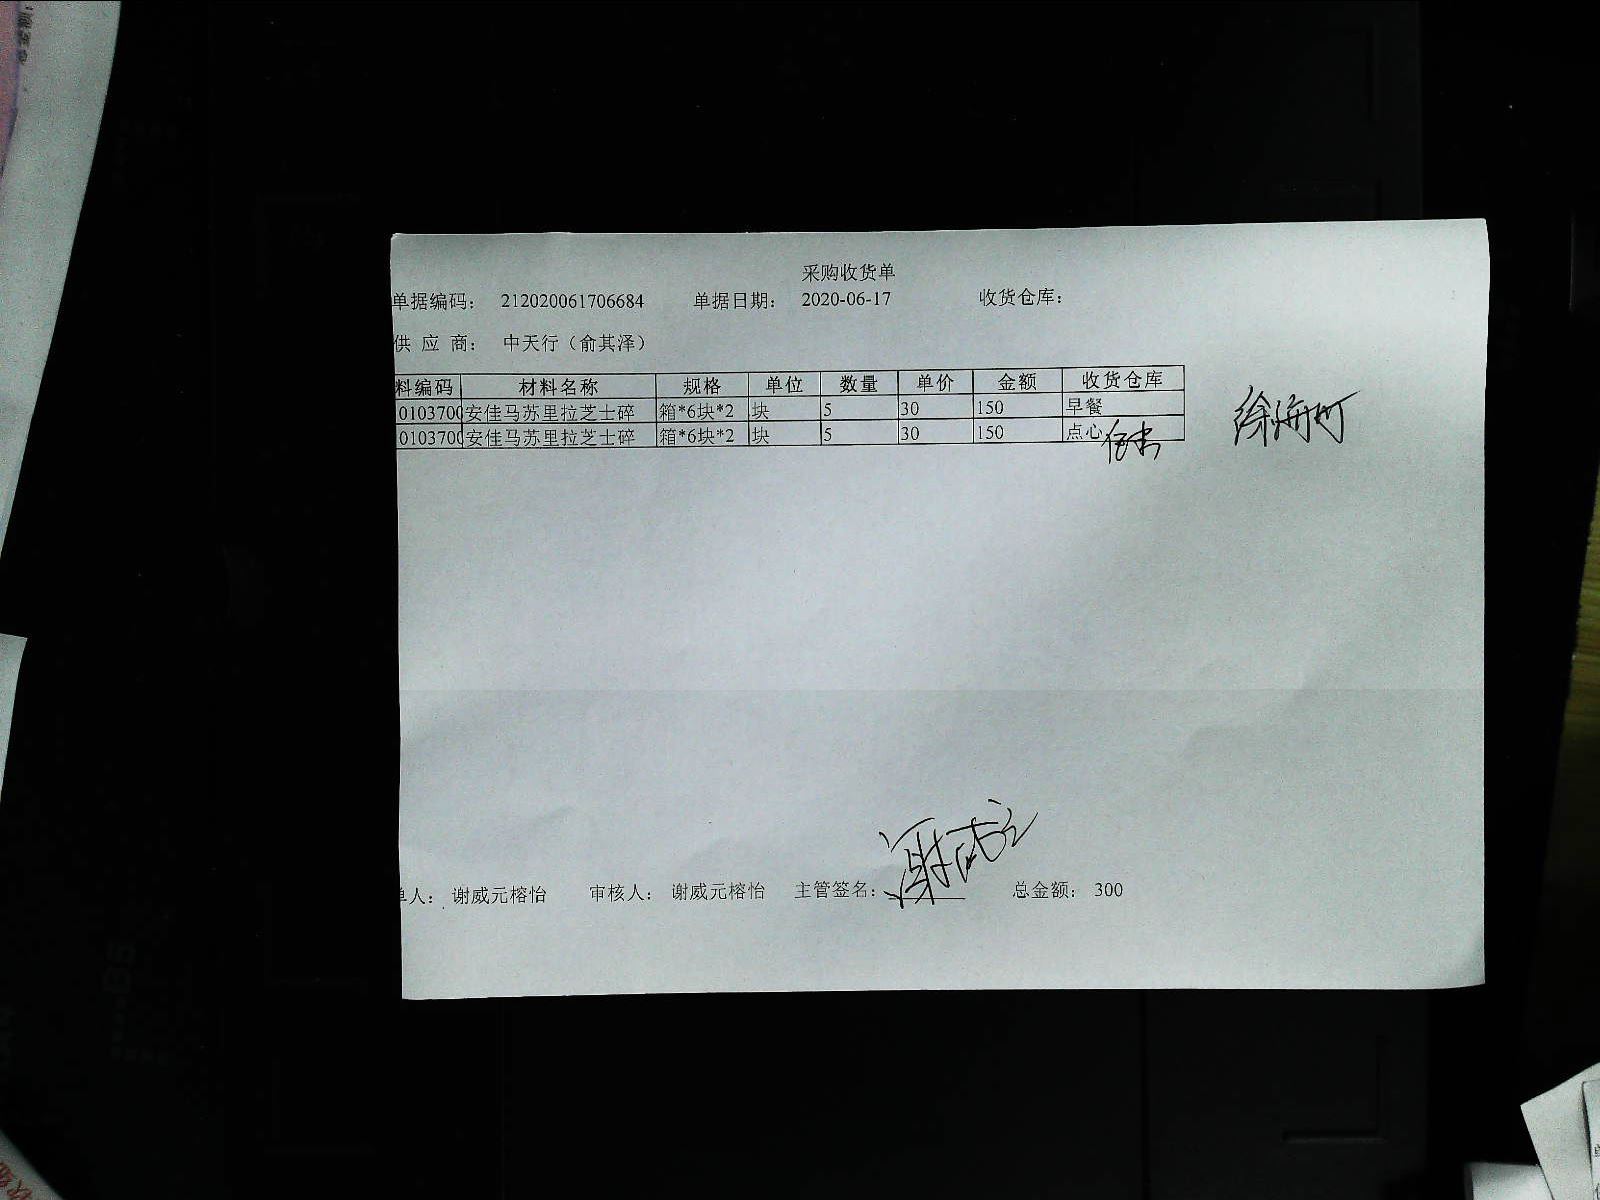 采购收货单
单据编码： 212020061706684 单据日期： 2020-06-17 收货仓库：
供 应 商： 中天行（俞其泽）
料编码 材料名称 规格 单位 数量 单价 金额 收货仓库
0103700 安佳马苏里拉芝士碎 箱*6块*2 块 5 30 150 早餐
0103700 安佳马苏里拉芝士碎 箱*6块*2 块 5 30 150 点心
单人： 谢威元榕怡 审核人： 谢威元榕怡 主管签名： 总金额： 300